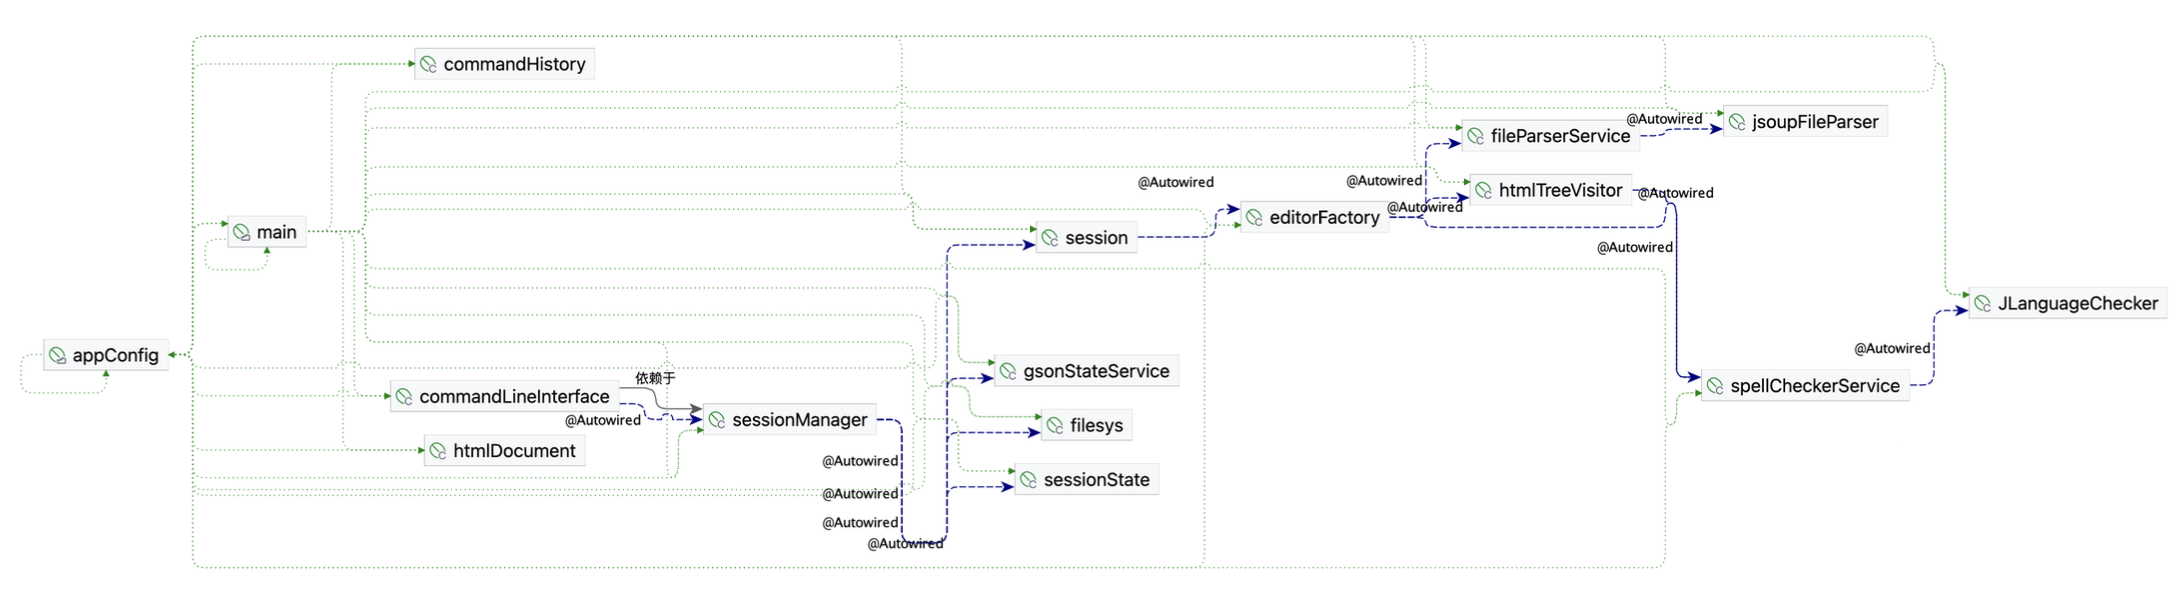 commandHistory
@Autowired
jsoupFileParser
fileParserService
@Autowired
@Autowired
htmlTreeVisitor
@Autowired
@Autowired
editorFactory
main
session
@Autowired
JLanguageChecker
appConfig
@Autowired
gsonStateService
依赖于
spellCheckerService
commandLineInterface
@Autowired
sessionManager
filesys
htmlDocument
@Autowired
sessionState
@Autowired
@Autowired
@Autowired